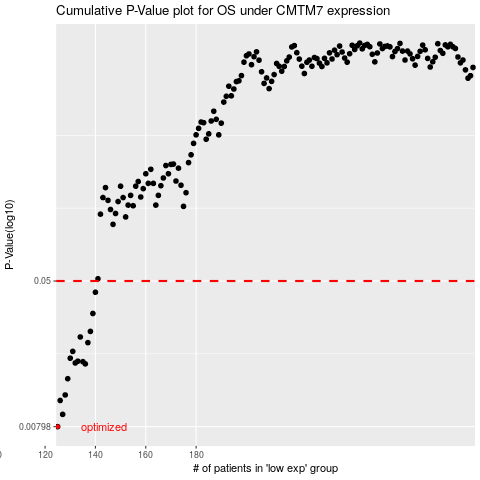 Cumulative P-Value plot for OS under CMTM7 expression
P-Value(log10)
0.05
0.00798
optimized
0 120 140 160 180
# of patients in 'low exp' group